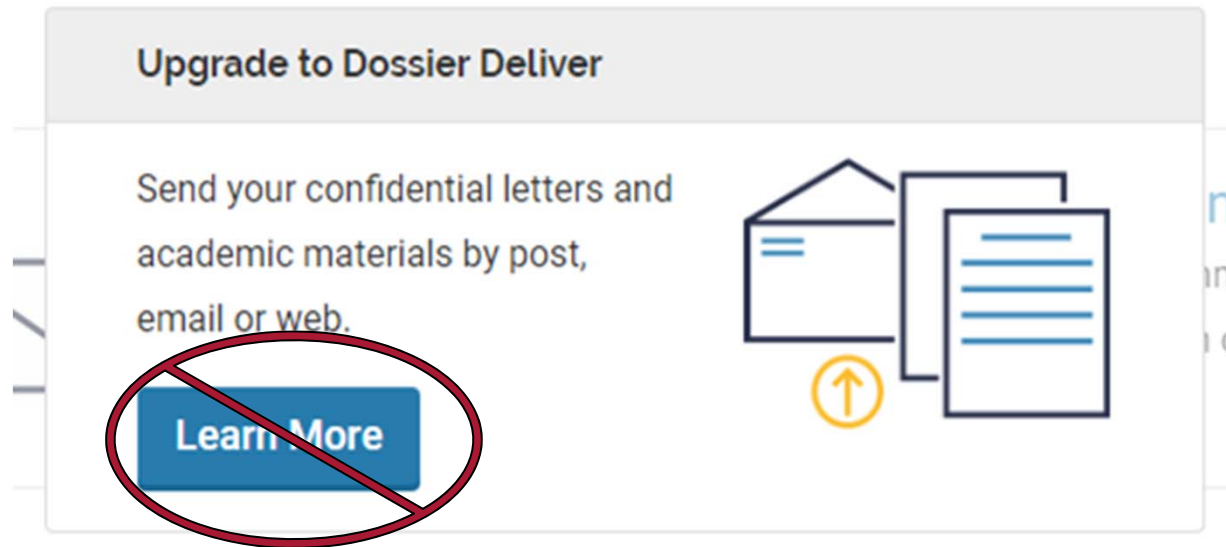 Upgrade to Dossier Deliver
Send your confidential letters and
academic materials by post,
email or web.
Learn More